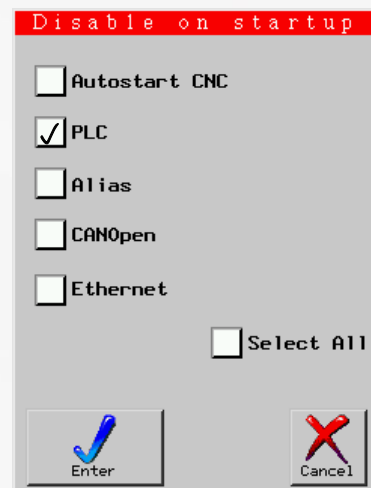 Disable on startup
Autostart CNC
PLC
Alias
CANOpen
Ethernet
Select All
Enter
Cancel